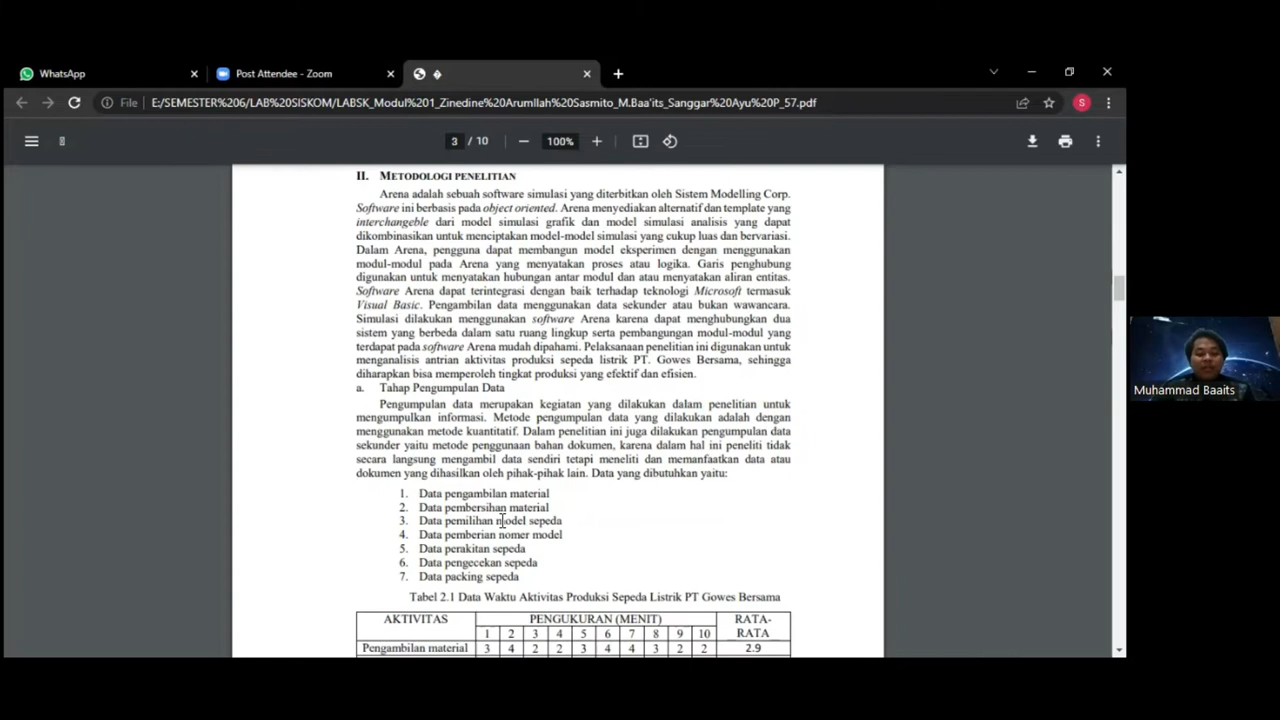 WhatsApp
Post Attendee - Zoom
File E:/SEMESTER%206/LAB%20SISKOM/LABSK_Modul%201_Zinedine%20Arumllah%20Sasmito_M.Baa'its_Sanggar%20Ayu%20P_57.pdf
S
3 / 10
100%
II. METODOLOGI PENELITIAN
Arena adalah sebuah software simulasi yang diterbitkan oleh Sistem Modelling Corp.
Software ini berbasis pada object oriented. Arena menyediakan alternatif dan template yang
interchangeble dari model simulasi grafik dan model simulasi analisis yang dapat
dikombinasikan untuk menciptakan model-model simulasi yang cukup luas dan bervariasi.
Dalam Arena, pengguna dapat membangun model eksperimen dengan menggunakan
modul-modul pada Arena yang menyatakan proses atau logika. Garis penghubung
digunakan untuk menyatakan hubungan antar modul dan atau menyatakan aliran entitas.
Software Arena dapat terintegrasi dengan baik terhadap teknologi Microsoft termasuk
Visual Basic. Pengambilan data menggunakan data sekunder atau bukan wawancara.
Simulasi dilakukan menggunakan software Arena karena dapat menghubungkan dua
sistem yang berbeda dalam satu ruang lingkup serta pembangunan modul-modul yang
terdapat pada software Arena mudah dipahami. Pelaksanaan penelitian ini digunakan untuk
menganalisis antrian aktivitas produksi sepeda listrik PT. Gowes Bersama, sehingga
diharapkan bisa memperoleh tingkat produksi yang efektif dan efisien.
a. Tahap Pengumpulan Data
Pengumpulan data merupakan kegiatan yang dilakukan dalam penelitian untuk
mengumpulkan informasi. Metode pengumpulan data yang dilakukan adalah dengan
menggunakan metode kuantitatif. Dalam penelitian ini juga dilakukan pengumpulan data
sekunder yaitu metode penggunaan bahan dokumen, karena dalam hal ini peneliti tidak
secara langsung mengambil data sendiri tetapi meneliti dan memanfaatkan data atau
dokumen yang dihasilkan oleh pihak-pihak lain. Data yang dibutuhkan yaitu:
1. Data pengambilan material
2. Data pembersihan material
3. Data pemilihan model sepeda
4. Data pemberian nomer model
5. Data perakitan sepeda
6. Data pengecekan sepeda
7. Data packing sepeda
Tabel 2.1 Data Waktu Aktivitas Produksi Sepeda Listrik PT Gowes Bersama
AKTIVITAS PENGUKURAN (MENIT) RATA-
1 2 3 4 5 6 7 8 9 10 RATA
Pengambilan material 3 4 2 2 3 4 4 3 2 2 2.9
Muhammad Baaits